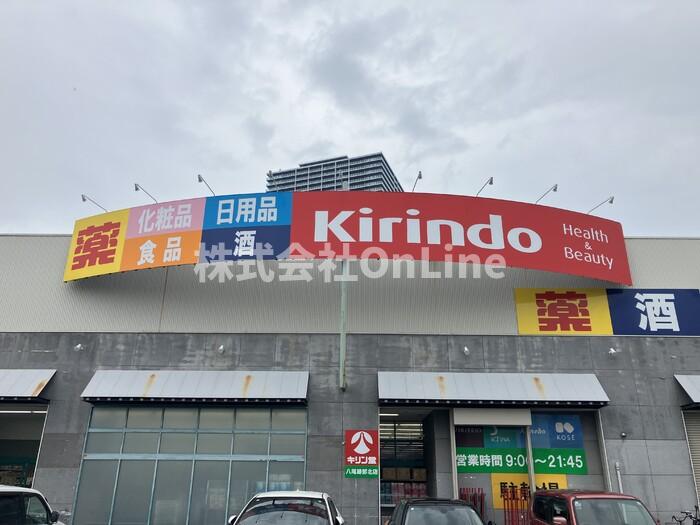 薬
化粧品
日用品
食品
酒
Kirindo
Health
&
Beauty
株式会社OnLine
薬
酒
キリン堂
八尾跡部北店
KOSÉ
営業時間 9:00～21:45
駐